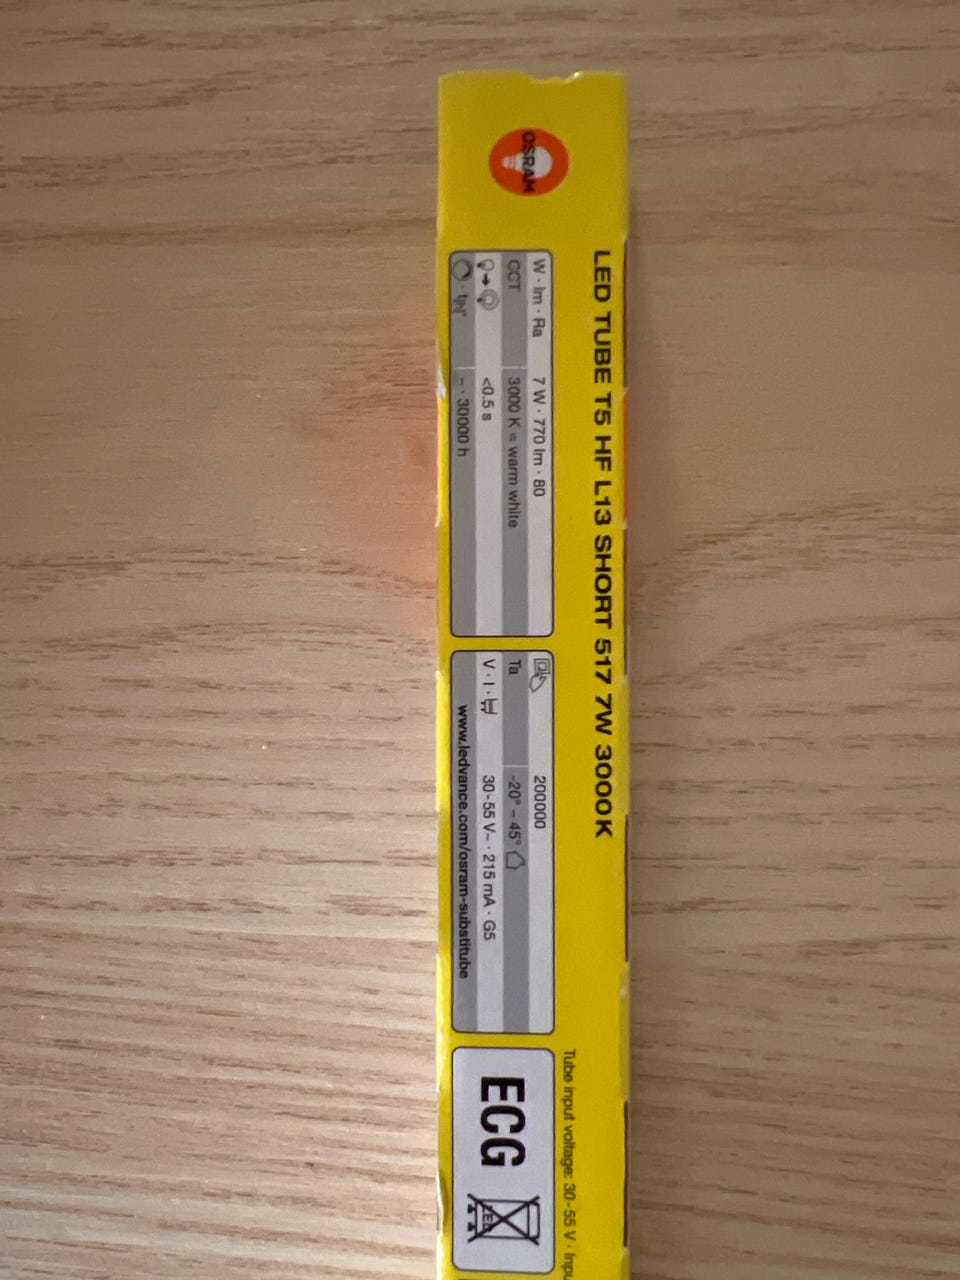 OSRAM
LED TUBE T5 HF L13 SHORT 517 7W 3000K
W · lm · Ra 7 W · 770 lm · 80
CCT 3000 K = warm white
<0.5 s
– · 30000 h
200000
Ta -20° – 45°
V · I · 30-55 V~ · 215 mA · G5
www.ledvance.com/osram-substitube
Tube input voltage: 30-55 V ·
ECG